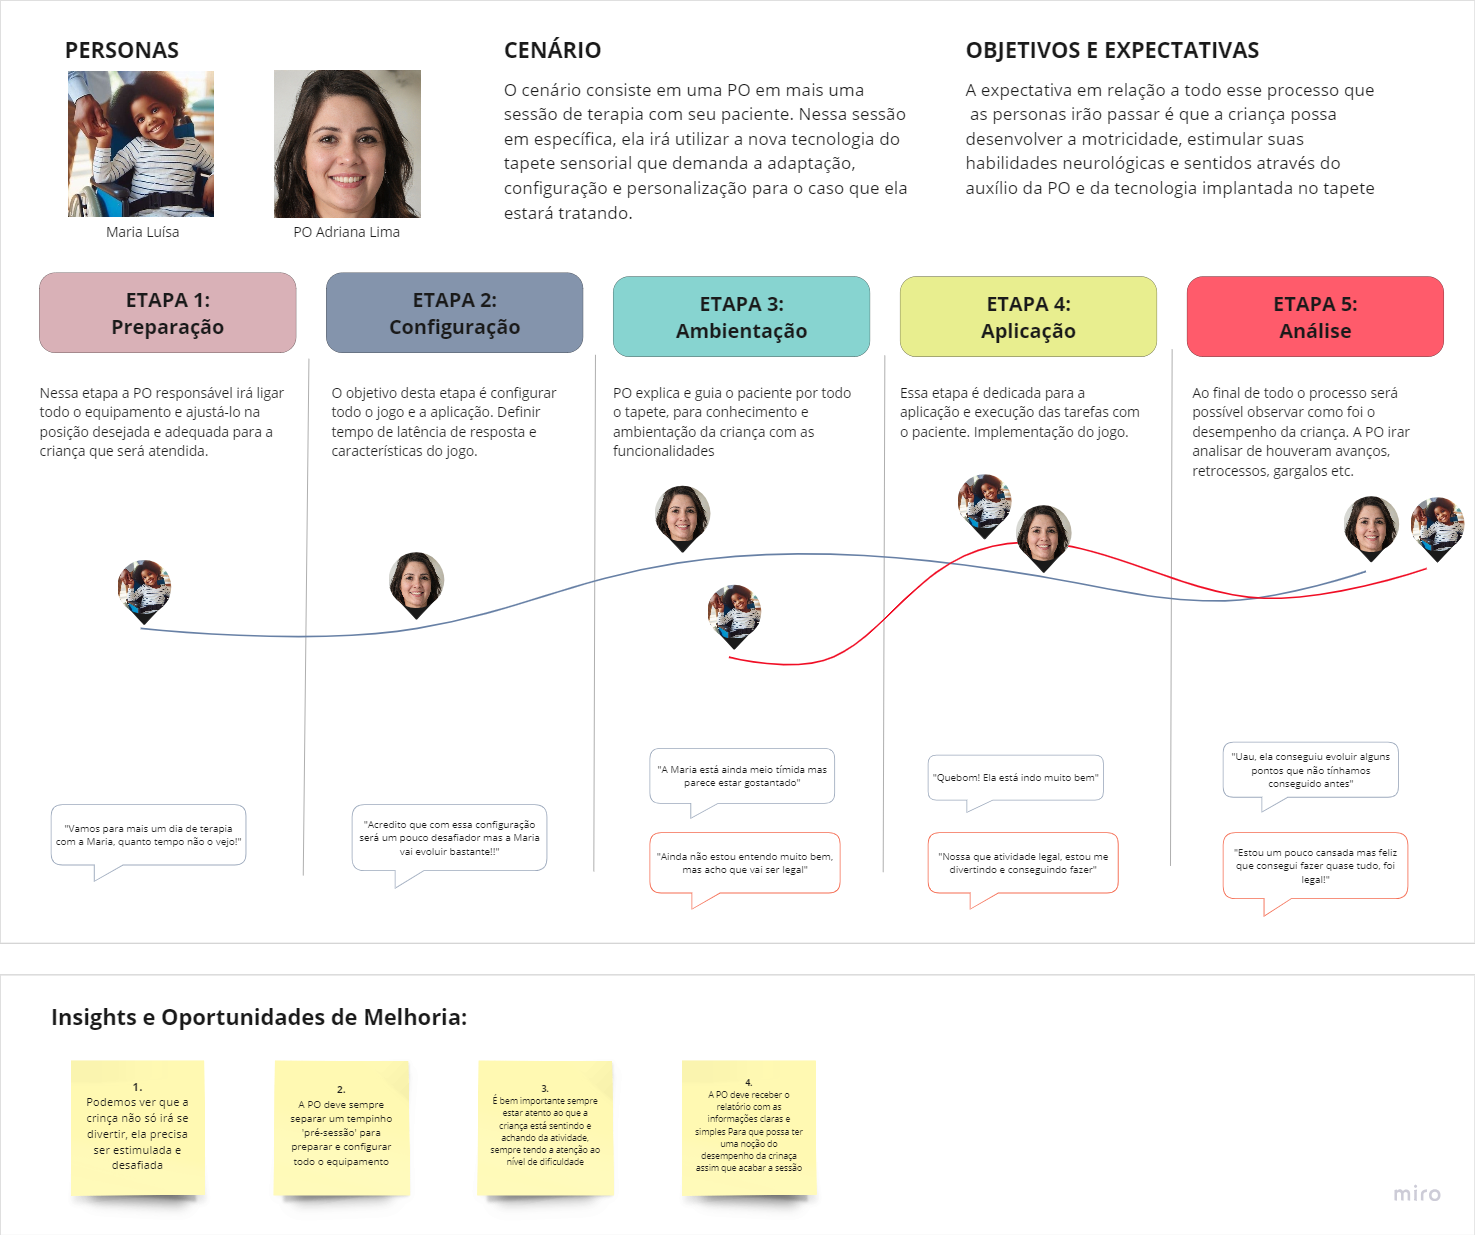 PERSONAS
Maria Luísa
PO Adriana Lima
CENÁRIO
O cenário consiste em uma PO em mais uma
sessão de terapia com seu paciente. Nessa sessão
em específica, ela irá utilizar a nova tecnologia do
tapete sensorial que demanda a adaptação,
configuração e personalização para o caso que ela
estará tratando.
OBJETIVOS E EXPECTATIVAS
A expectativa em relação a todo esse processo que
as personas irão passar é que a criança possa
desenvolver a motricidade, estimular suas
habilidades neurológicas e sentidos através do
auxílio da PO e da tecnologia implantada no tapete
ETAPA 1:
Preparação
ETAPA 2:
Configuração
ETAPA 3:
Ambientação
ETAPA 4:
Aplicação
ETAPA 5:
Análise
Nessa etapa a PO responsável irá ligar
todo o equipamento e ajustá-lo na
posição desejada e adequada para a
criança que será atendida.
O objetivo desta etapa é configurar
todo o jogo e a aplicação. Definir
tempo de latência de resposta e
características do jogo.
PO explica e guia o paciente por todo
o tapete, para conhecimento e
ambientação da criança com as
funcionalidades
Essa etapa é dedicada para a
aplicação e execução das tarefas com
o paciente. Implementação do jogo.
Ao final de todo o processo será
possível observar como foi o
desempenho da criança. A PO irar
analisar de houveram avanços,
retrocessos, gargalos etc.
"Vamos para mais um dia de terapia
com a Maria, quanto tempo não o vejo!"
"Acredito que com essa configuração
será um pouco desafiador mas a Maria
vai evoluir bastante!!"
"A Maria está ainda meio tímida mas
parece estar gostantado"
"Ainda não estou entendo muito bem,
mas acho que vai ser legal"
"Quebom! Ela está indo muito bem"
"Nossa que atividade legal, estou me
divertindo e conseguindo fazer"
"Uau, ela conseguiu evoluir alguns
pontos que não tínhamos
conseguido antes"
"Estou um pouco cansada mas feliz
que consegui fazer quase tudo, foi
legal!"
Insights e Oportunidades de Melhoria:
1.
Podemos ver que a
crinça não só irá se
divertir, ela precisa
ser estimulada e
desafiada
2.
A PO deve sempre
separar um tempinho
'pré-sessão' para
preparar e configurar
todo o equipamento
3.
É bem importante sempre
estar atento ao que a
criança está sentindo e
achando da atividade,
sempre tendo a atenção ao
nível de dificuldade
4.
A PO deve receber o
relatório com as
informações claras e
simples Para que possa ter
uma noção do
desempenho da crinaça
assim que acabar a sessão
miro